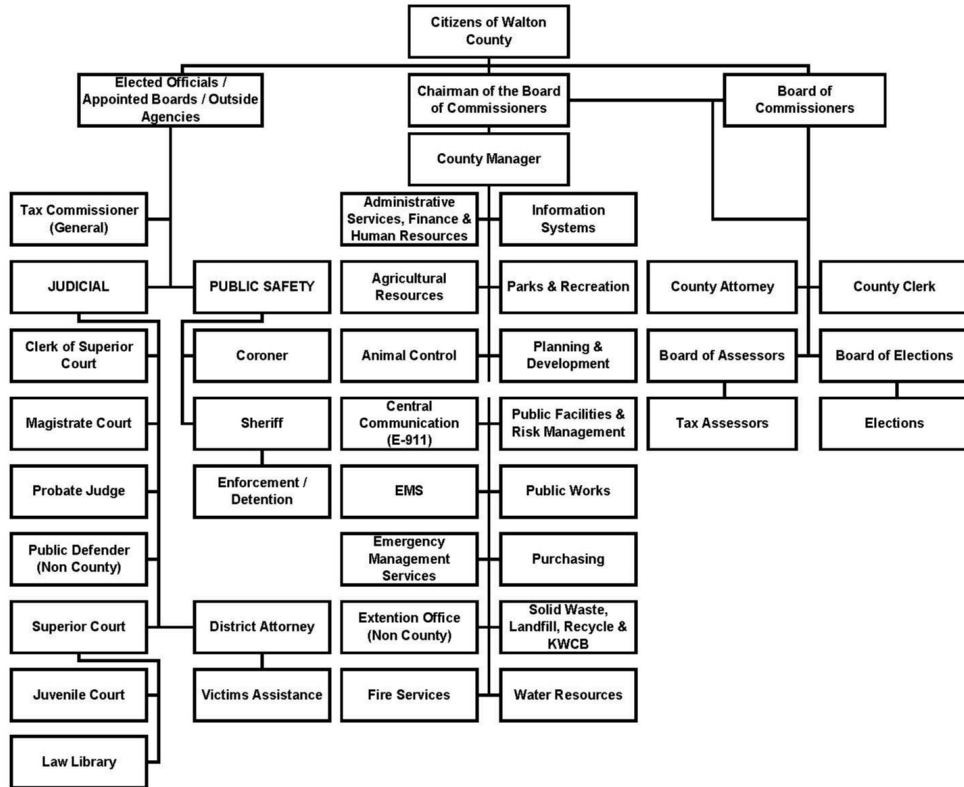 Citizens of Walton
County
Elected Officials /
Appointed Boards / Outside
Agencies
Chairman of the Board
of Commissioners
Board of
Commissioners
County Manager
Tax Commissioner
(General)
Administrative
Services, Finance &
Human Resources
Information
Systems
JUDICIAL
PUBLIC SAFETY
Agricultural
Resources
Parks & Recreation
County Attorney
County Clerk
Clerk of Superior
Court
Coroner
Animal Control
Planning &
Development
Board of Assessors
Board of Elections
Magistrate Court
Sheriff
Central
Communication
(E-911)
Public Facilities &
Risk Management
Tax Assessors
Elections
Probate Judge
Enforcement /
Detention
EMS
Public Works
Public Defender
(Non County)
Emergency
Management
Services
Purchasing
Superior Court
District Attorney
Extention Office
(Non County)
Solid Waste,
Landfill, Recycle &
KWCB
Juvenile Court
Victims Assistance
Fire Services
Water Resources
Law Library